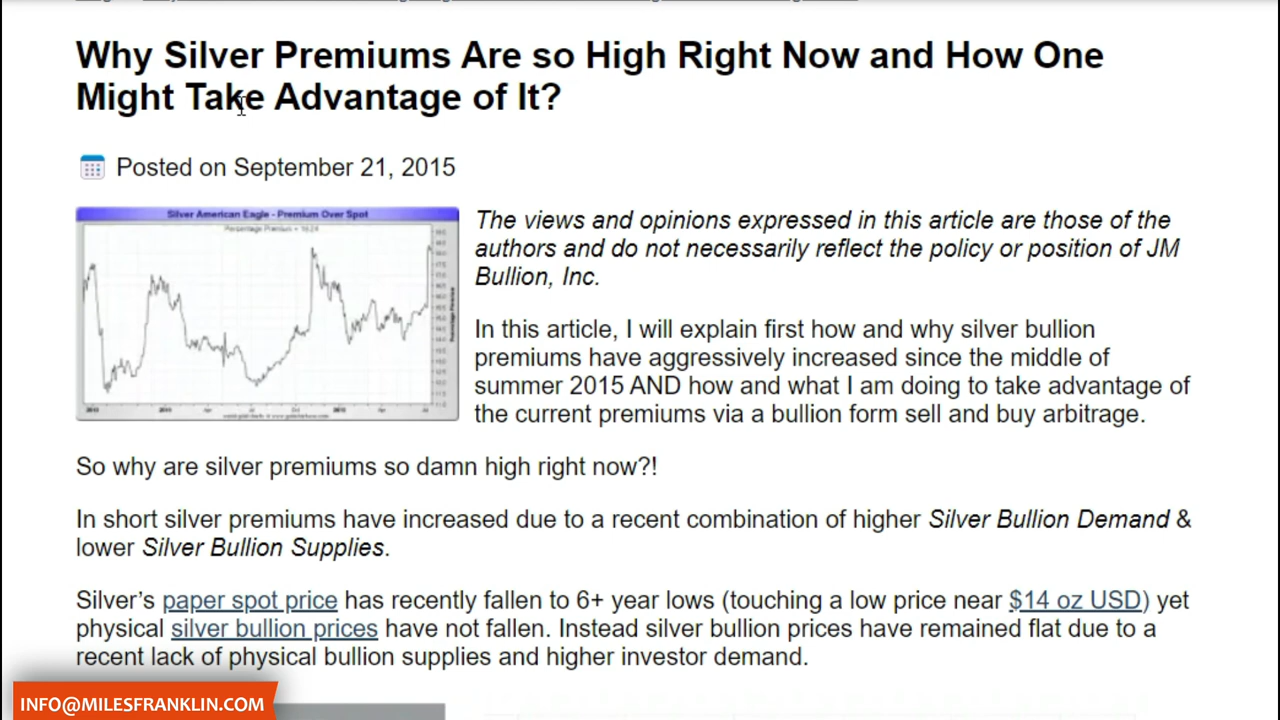 Why Silver Premiums Are so High Right Now and How One
Might Take Advantage of It?
Posted on September 21, 2015
Silver American Eagle - Premium Over Spot
The views and opinions expressed in this article are those of the
authors and do not necessarily reflect the policy or position of JM
Bullion, Inc.
In this article, I will explain first how and why silver bullion
premiums have aggressively increased since the middle of
summer 2015 AND how and what I am doing to take advantage of
the current premiums via a bullion form sell and buy arbitrage.
So why are silver premiums so damn high right now?!
In short silver premiums have increased due to a recent combination of higher Silver Bullion Demand &
lower Silver Bullion Supplies.
Silver’s paper spot price has recently fallen to 6+ year lows (touching a low price near $14 oz USD) yet
physical silver bullion prices have not fallen. Instead silver bullion prices have remained flat due to a
recent lack of physical bullion supplies and higher investor demand.
INFO@MILESFRANKLIN.COM